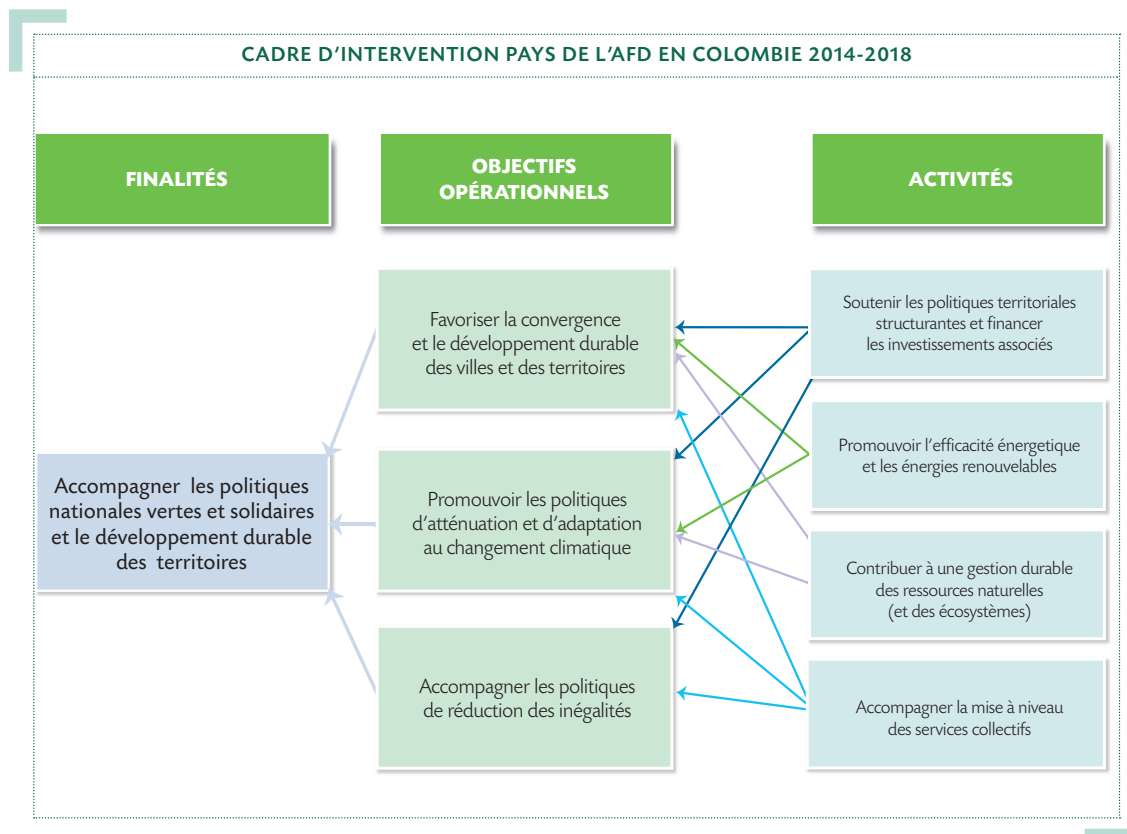 CADRE D'INTERVENTION PAYS DE L'AFD EN COLOMBIE 2014-2018
FINALITÉS
OBJECTIFS
OPÉRATIONNELS
ACTIVITÉS
Accompagner les politiques
nationales vertes et solidaires
et le développement durable
des territoires
Favoriser la convergence
et le développement durable
des villes et des territoires
Promouvoir les politiques
d'atténuation et d'adaptation
au changement climatique
Accompagner les politiques
de réduction des inégalités
Soutenir les politiques territoriales
structurantes et financer
les investissements associés
Promouvoir l'efficacité énergetique
et les énergies renouvelables
Contribuer à une gestion durable
des ressources naturelles
(et des écosystèmes)
Accompagner la mise à niveau
des services collectifs